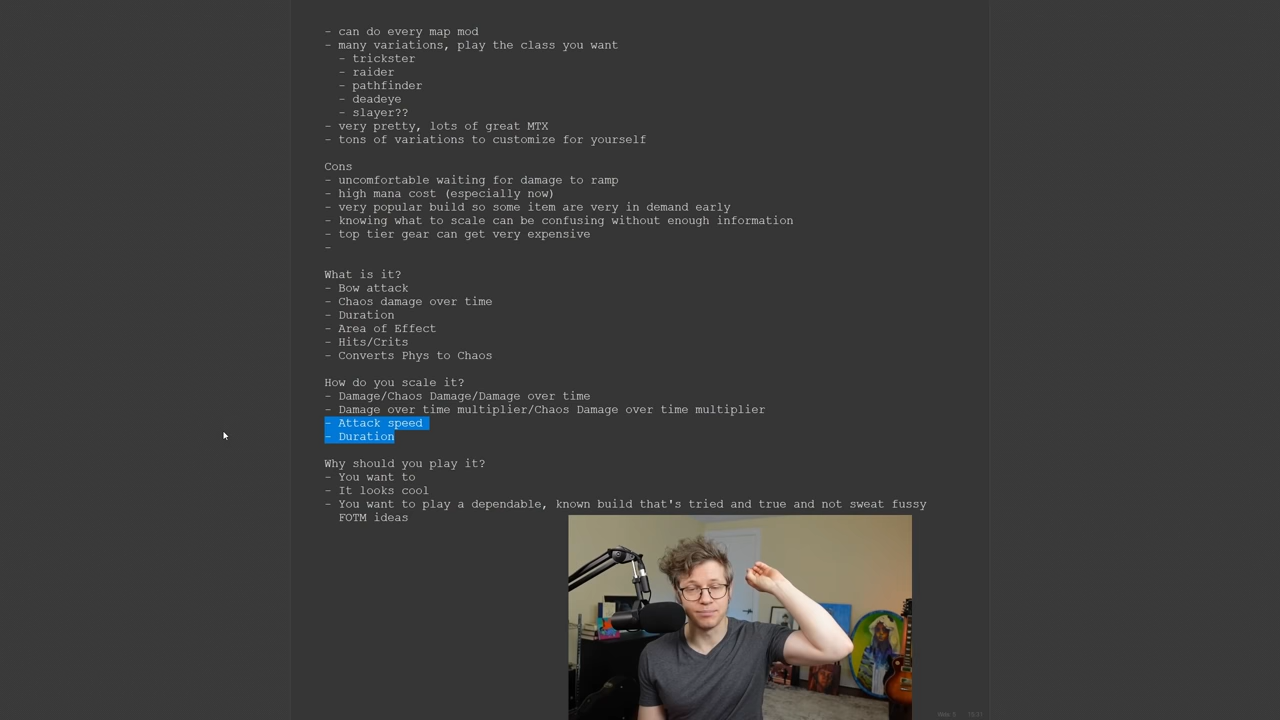 - can do every map mod
- many variations, play the class you want
- trickster
- raider
- pathfinder
- deadeye
- slayer??
- very pretty, lots of great MTX
- tons of variations to customize for yourself
Cons
- uncomfortable waiting for damage to ramp
- high mana cost (especially now)
- very popular build so some item are very in demand early
- knowing what to scale can be confusing without enough information
- top tier gear can get very expensive
-
What is it?
- Bow attack
- Chaos damage over time
- Duration
- Area of Effect
- Hits/Crits
- Converts Phys to Chaos
How do you scale it?
- Damage/Chaos Damage/Damage over time
- Damage over time multiplier/Chaos Damage over time multiplier
- Attack speed
- Duration
Why should you play it?
- You want to
- It looks cool
- You want to play a dependable, known build that's tried and true and not sweat fussy
FOTM ideas